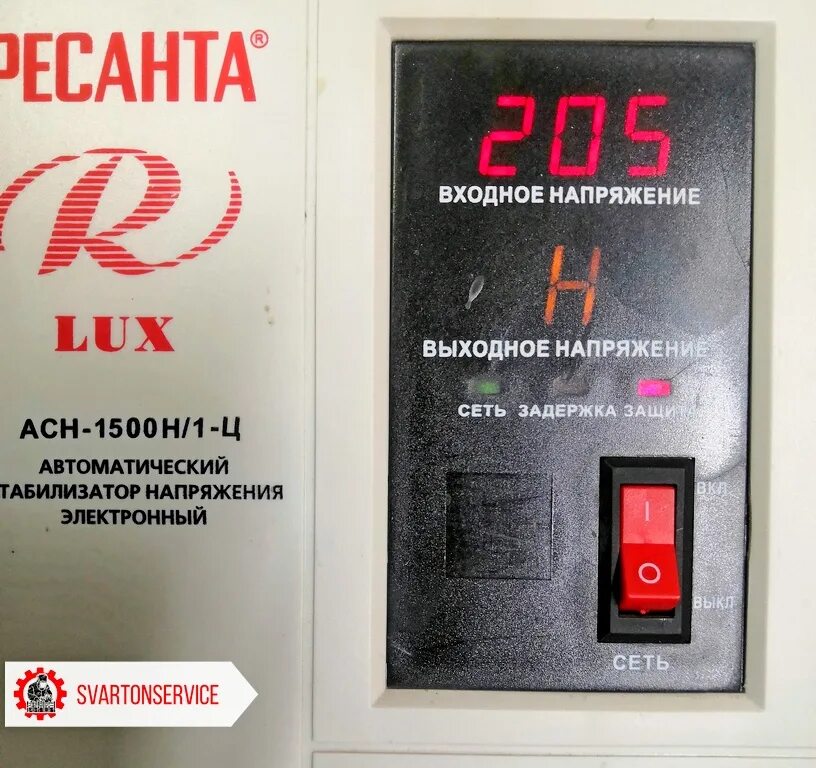 РЕСАНТА®
R
LUX
АСН-1500Н/1-Ц
АВТОМАТИЧЕСКИЙ
ТАБИЛИЗАТОР НАПРЯЖЕНИЯ
ЭЛЕКТРОННЫЙ
205
ВХОДНОЕ НАПРЯЖЕНИЕ
H
ВЫХОДНОЕ НАПРЯЖЕНИЕ
СЕТЬ ЗАДЕРЖКА ЗАЩИТА
ВКЛ
I
O
ВЫКЛ
СЕТЬ
SVARTONSERVICE